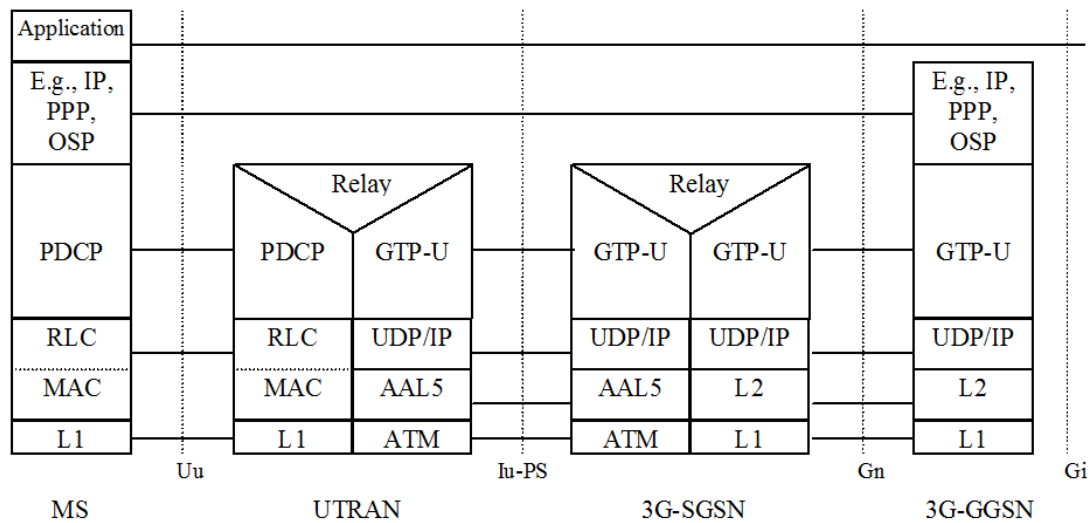 Application
E.g., IP,
PPP,
OSP
E.g., IP,
PPP,
OSP
Relay
Relay
PDCP
PDCP
GTP-U
GTP-U
GTP-U
GTP-U
RLC
RLC
UDP/IP
UDP/IP
UDP/IP
UDP/IP
MAC
MAC
AAL5
AAL5
L2
L2
L1
L1
ATM
ATM
L1
L1
Uu
Iu-PS
Gn
Gi
MS
UTRAN
3G-SGSN
3G-GGSN